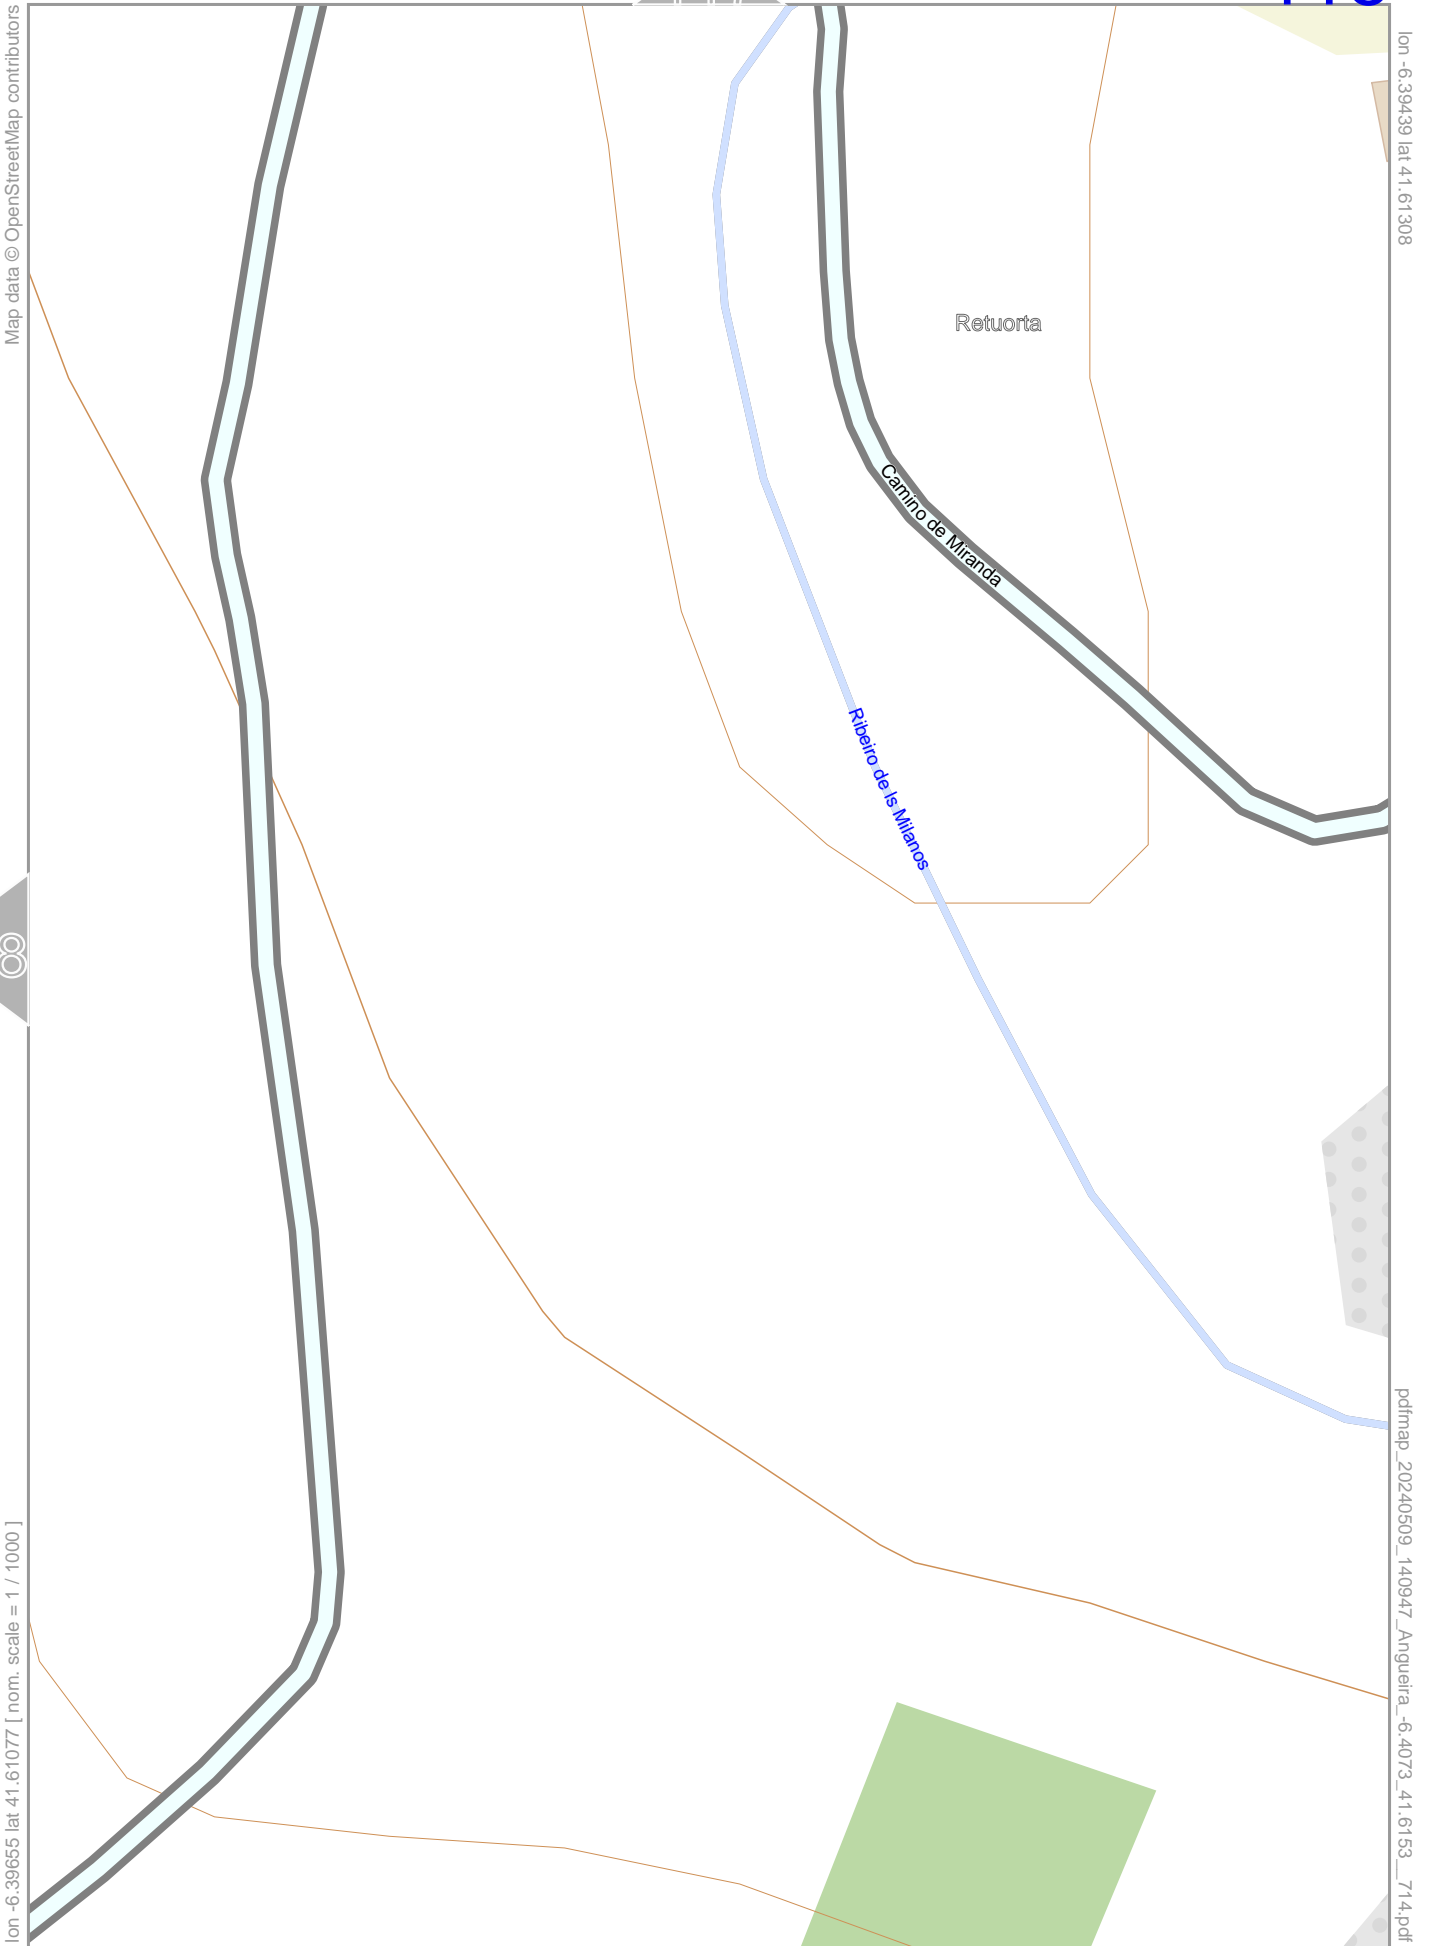 Map data © OpenStreetMap contributors
lon -6.39439 lat 41.61308
Retuorta
Camino de Miranda
Ribeiro de ls Milanos
8
lon -6.39655 lat 41.61077 [ nom. scale = 1 / 1000 ]
pdfmap_20240509_140947_Angueira_-6.4073_41.6153__714.pdf